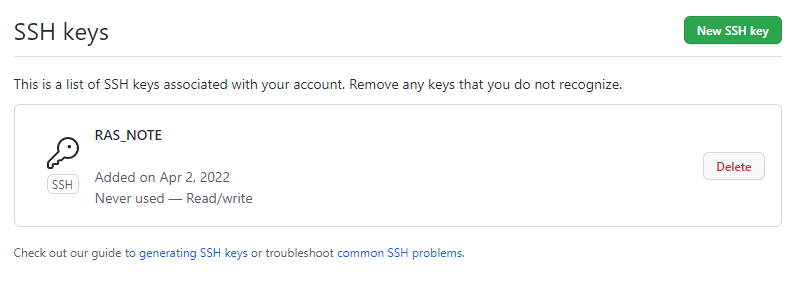 SSH keys
New SSH key
This is a list of SSH keys associated with your account. Remove any keys that you do not recognize.
RAS_NOTE
SSH
Added on Apr 2, 2022
Never used — Read/write
Delete
Check out our guide to generating SSH keys or troubleshoot common SSH problems.